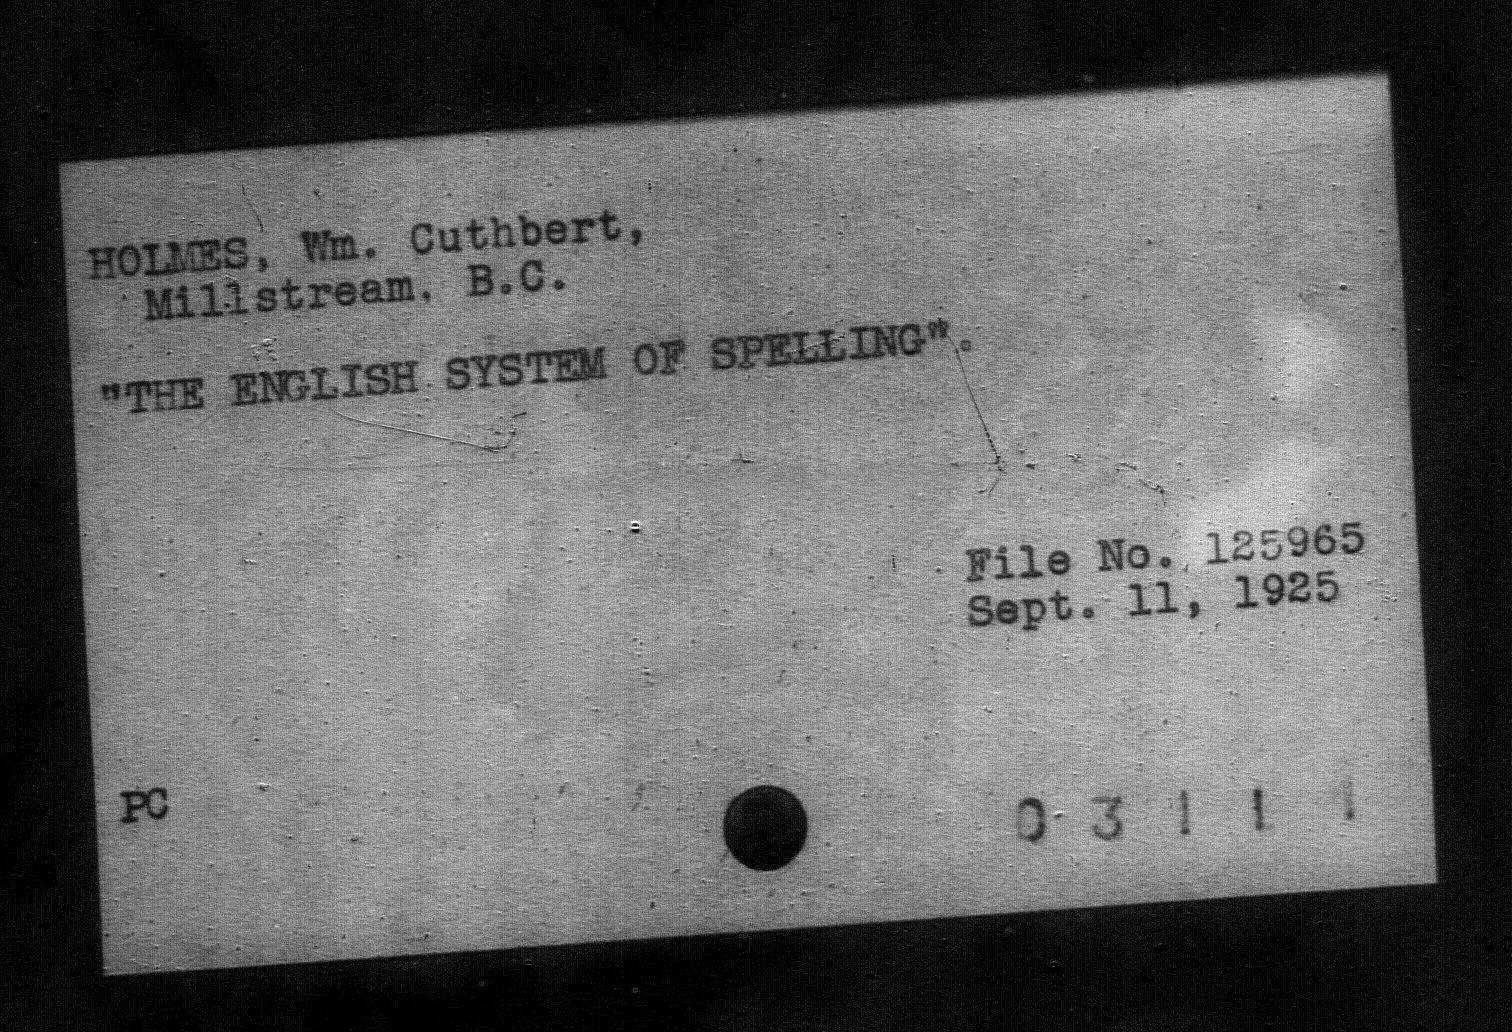 HOLMES, Wm. Cuthbert,
Millstream, B.C.
"THE ENGLISH SYSTEM OF SPELLING".
File No. 125965
Sept. 11, 1925
PC
0 3 1 1 1